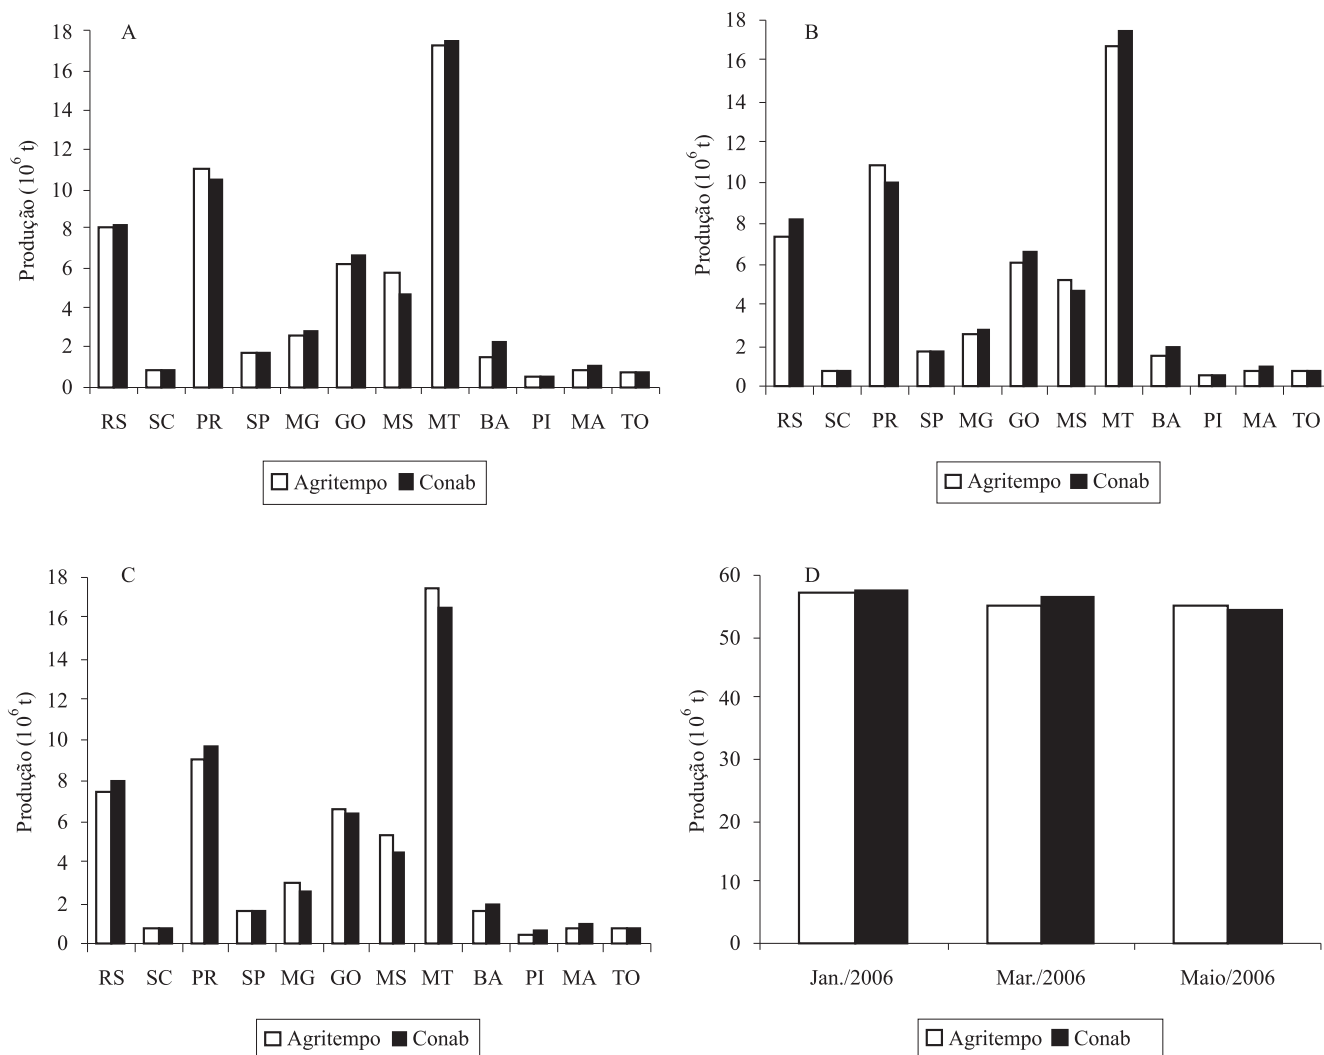 A
Produção (10⁶ t)
18
16
14
12
10
8
6
4
2
0
RS SC PR SP MG GO MS MT BA PI MA TO
Agritempo Conab
B
Produção (10⁶ t)
18
16
14
12
10
8
6
4
2
0
RS SC PR SP MG GO MS MT BA PI MA TO
Agritempo Conab
C
Produção (10⁶ t)
18
16
14
12
10
8
6
4
2
0
RS SC PR SP MG GO MS MT BA PI MA TO
Agritempo Conab
D
Produção (10⁶ t)
60
50
40
30
20
10
0
Jan./2006 Mar./2006 Maio/2006
Agritempo Conab